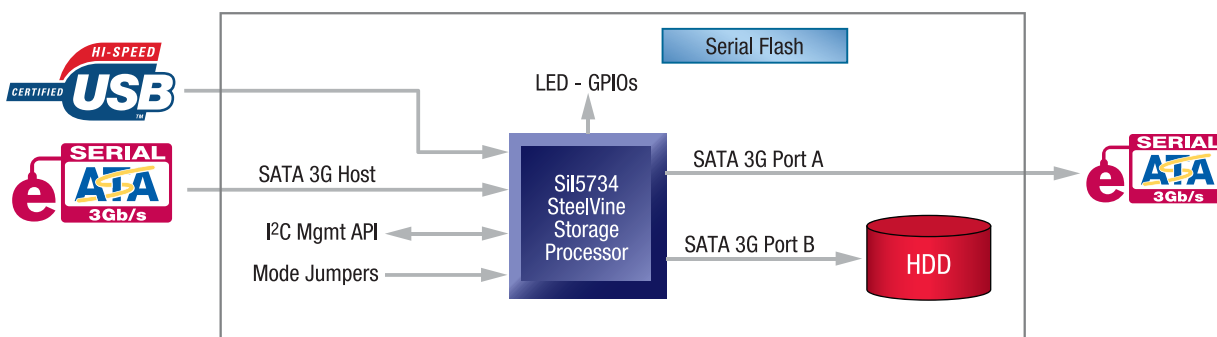 HI-SPEED
CERTIFIED
USB
TM
SERIAL
ATA
e
3Gb/s
Serial Flash
LED - GPIOs
SATA 3G Host
I²C Mgmt API
Mode Jumpers
SiI5734
SteelVine
Storage
Processor
SATA 3G Port A
SATA 3G Port B
HDD
SERIAL
ATA
e
3Gb/s